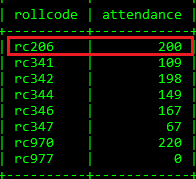 rollcode | attendance
rc206 | 200
rc341 | 109
rc342 | 198
rc344 | 149
rc346 | 167
rc347 | 67
rc970 | 220
rc977 | 0